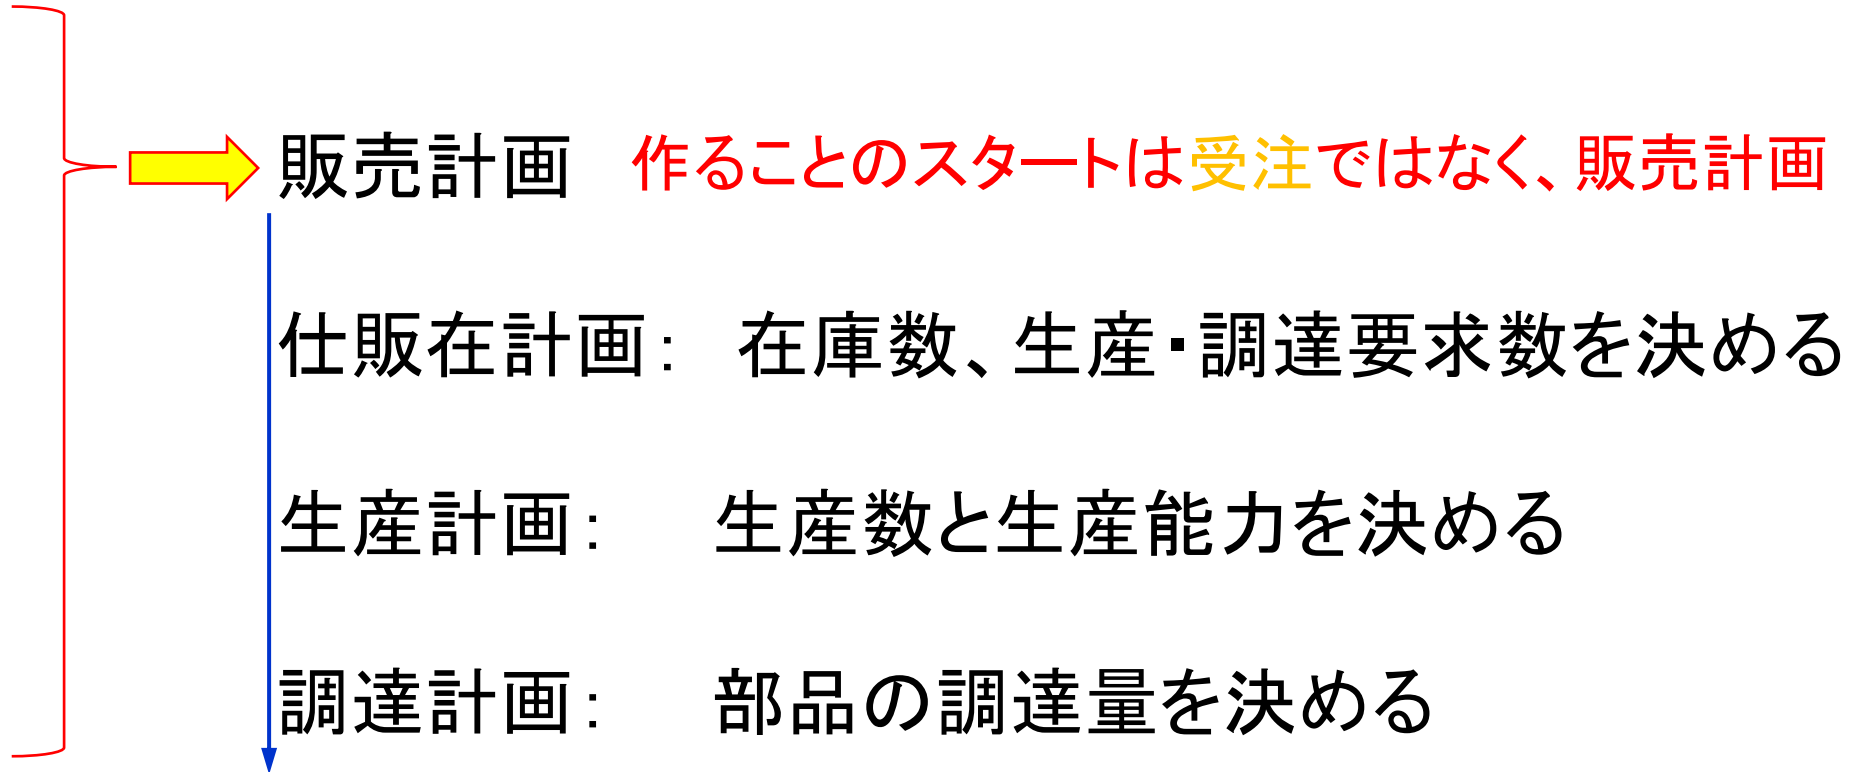 販売計画 作ることのスタートは受注ではなく、販売計画
仕販在計画： 在庫数、生産・調達要求数を決める
生産計画： 生産数と生産能力を決める
調達計画： 部品の調達量を決める